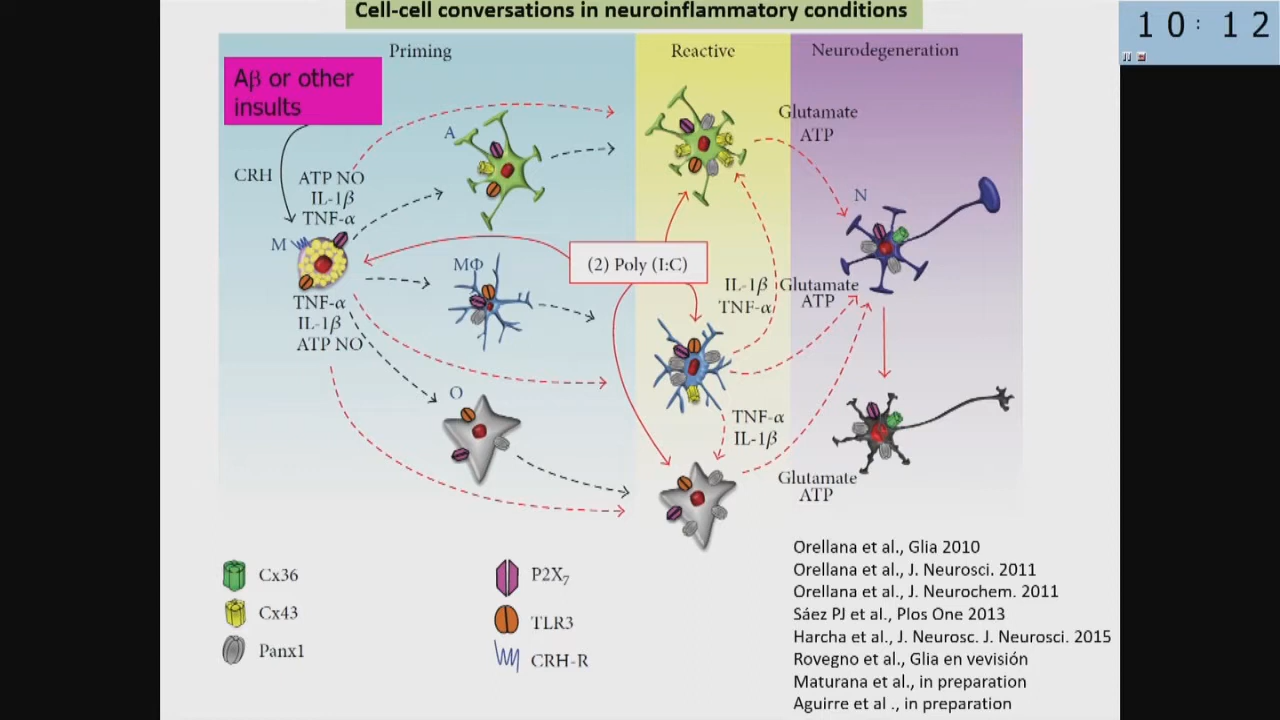 Cell-cell conversations in neuroinflammatory conditions
10:12
Priming
Reactive
Neurodegeneration
Aβ or other
insults
CRH
ATP NO
IL-1β
TNF-α
M
A
Glutamate
ATP
N
(2) Poly (I:C)
MΦ
TNF-α
IL-1β
ATP NO
IL-1β
TNF-α
Glutamate
ATP
O
TNF-α
IL-1β
Glutamate
ATP
Cx36
Cx43
Panx1
P2X₇
TLR3
CRH-R
Orellana et al., Glia 2010
Orellana et al., J. Neurosci. 2011
Orellana et al., J. Neurochem. 2011
Sáez PJ et al., Plos One 2013
Harcha et al., J. Neurosc. J. Neurosci. 2015
Rovegno et al., Glia en vevisión
Maturana et al., in preparation
Aguirre et al ., in preparation